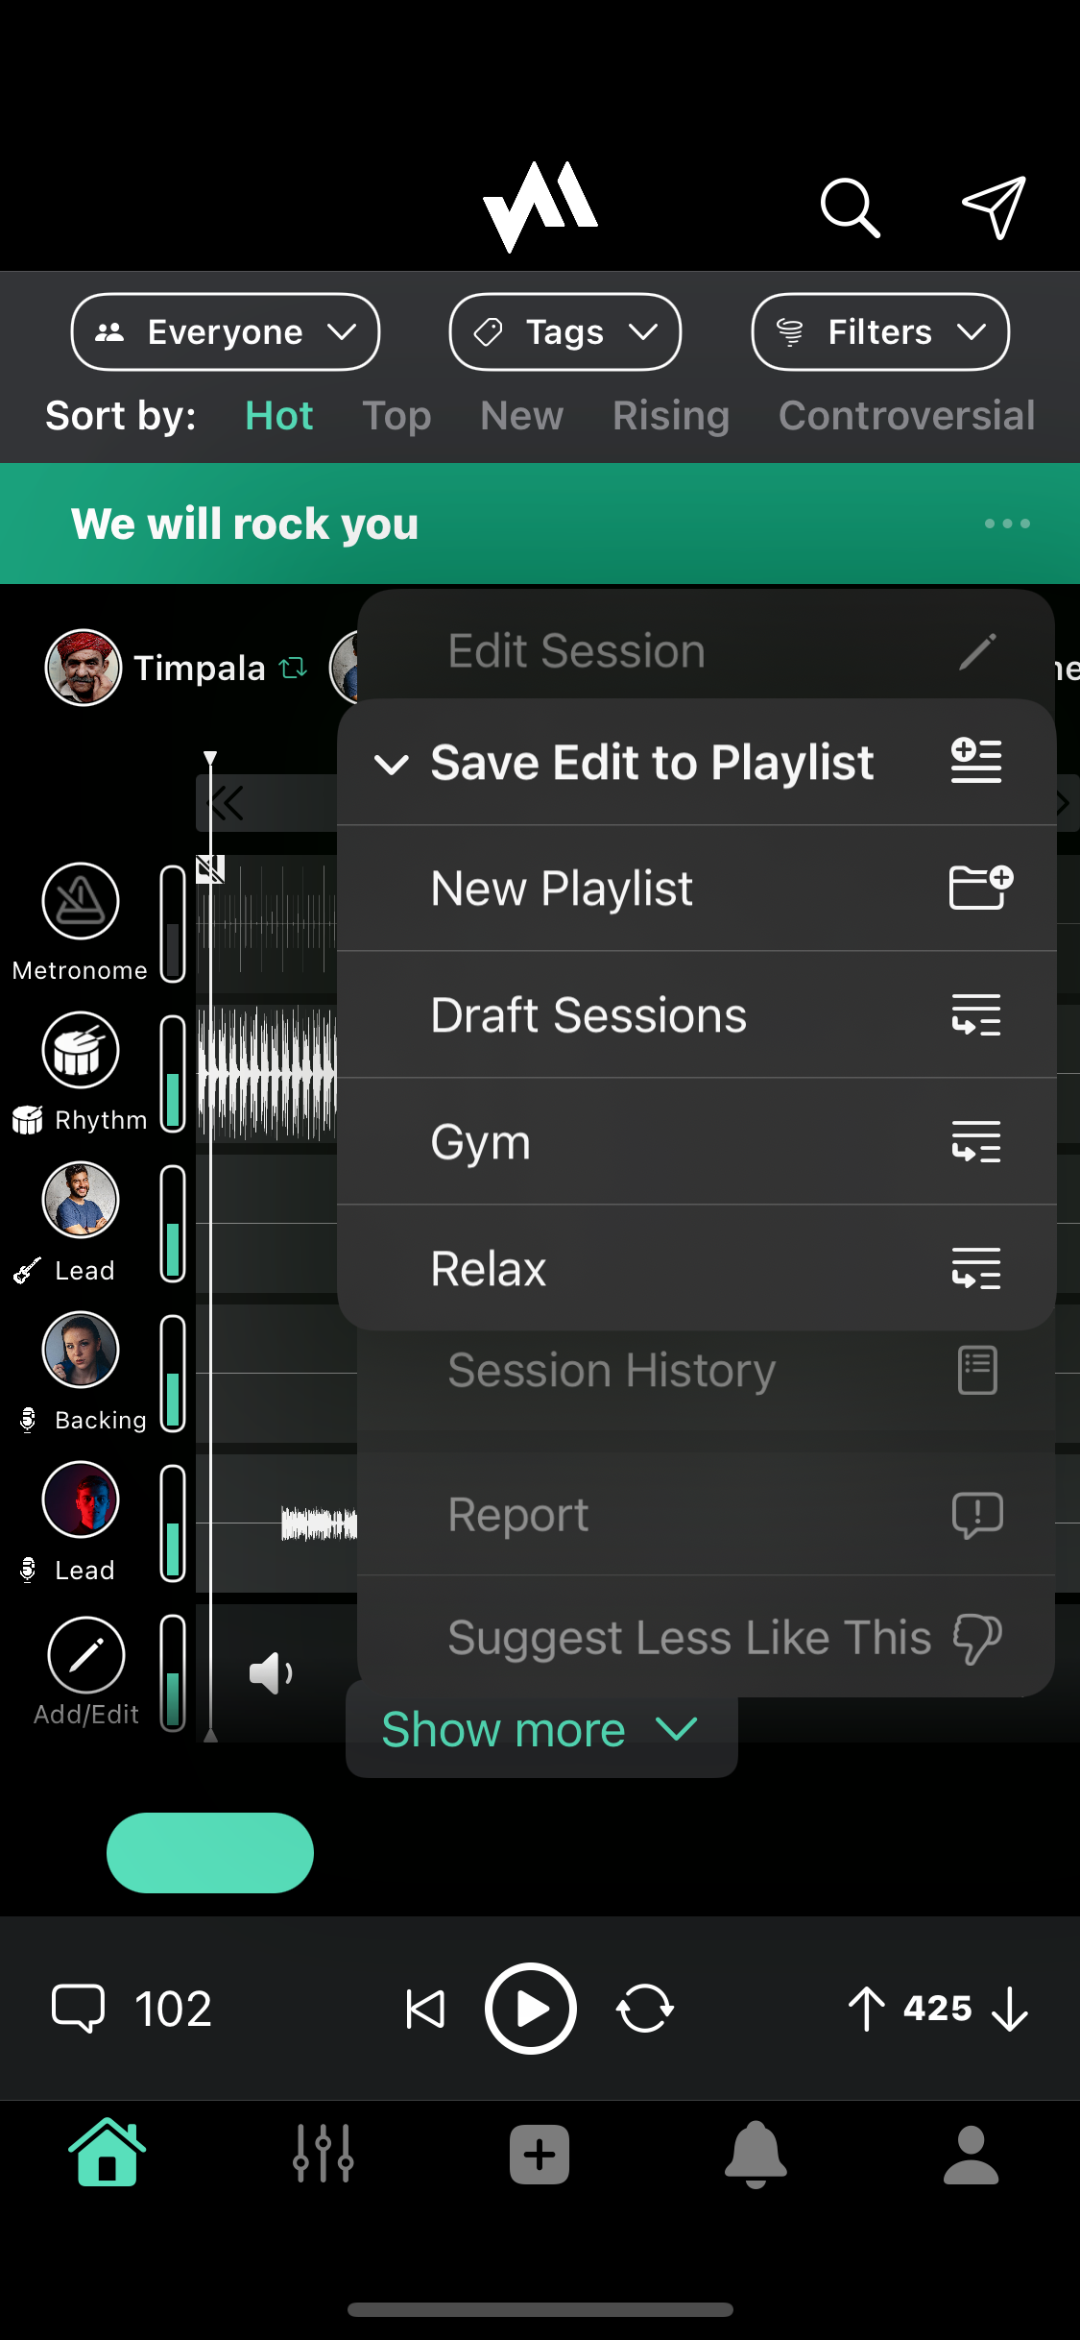 Everyone
Tags
Filters
Sort by: Hot Top New Rising Controversial
We will rock you
Timpala
Edit Session
Save Edit to Playlist
New Playlist
Metronome
Draft Sessions
Rhythm
Gym
Lead
Relax
Session History
Backing
Report
Lead
Suggest Less Like This
Add/Edit
Show more
102
425